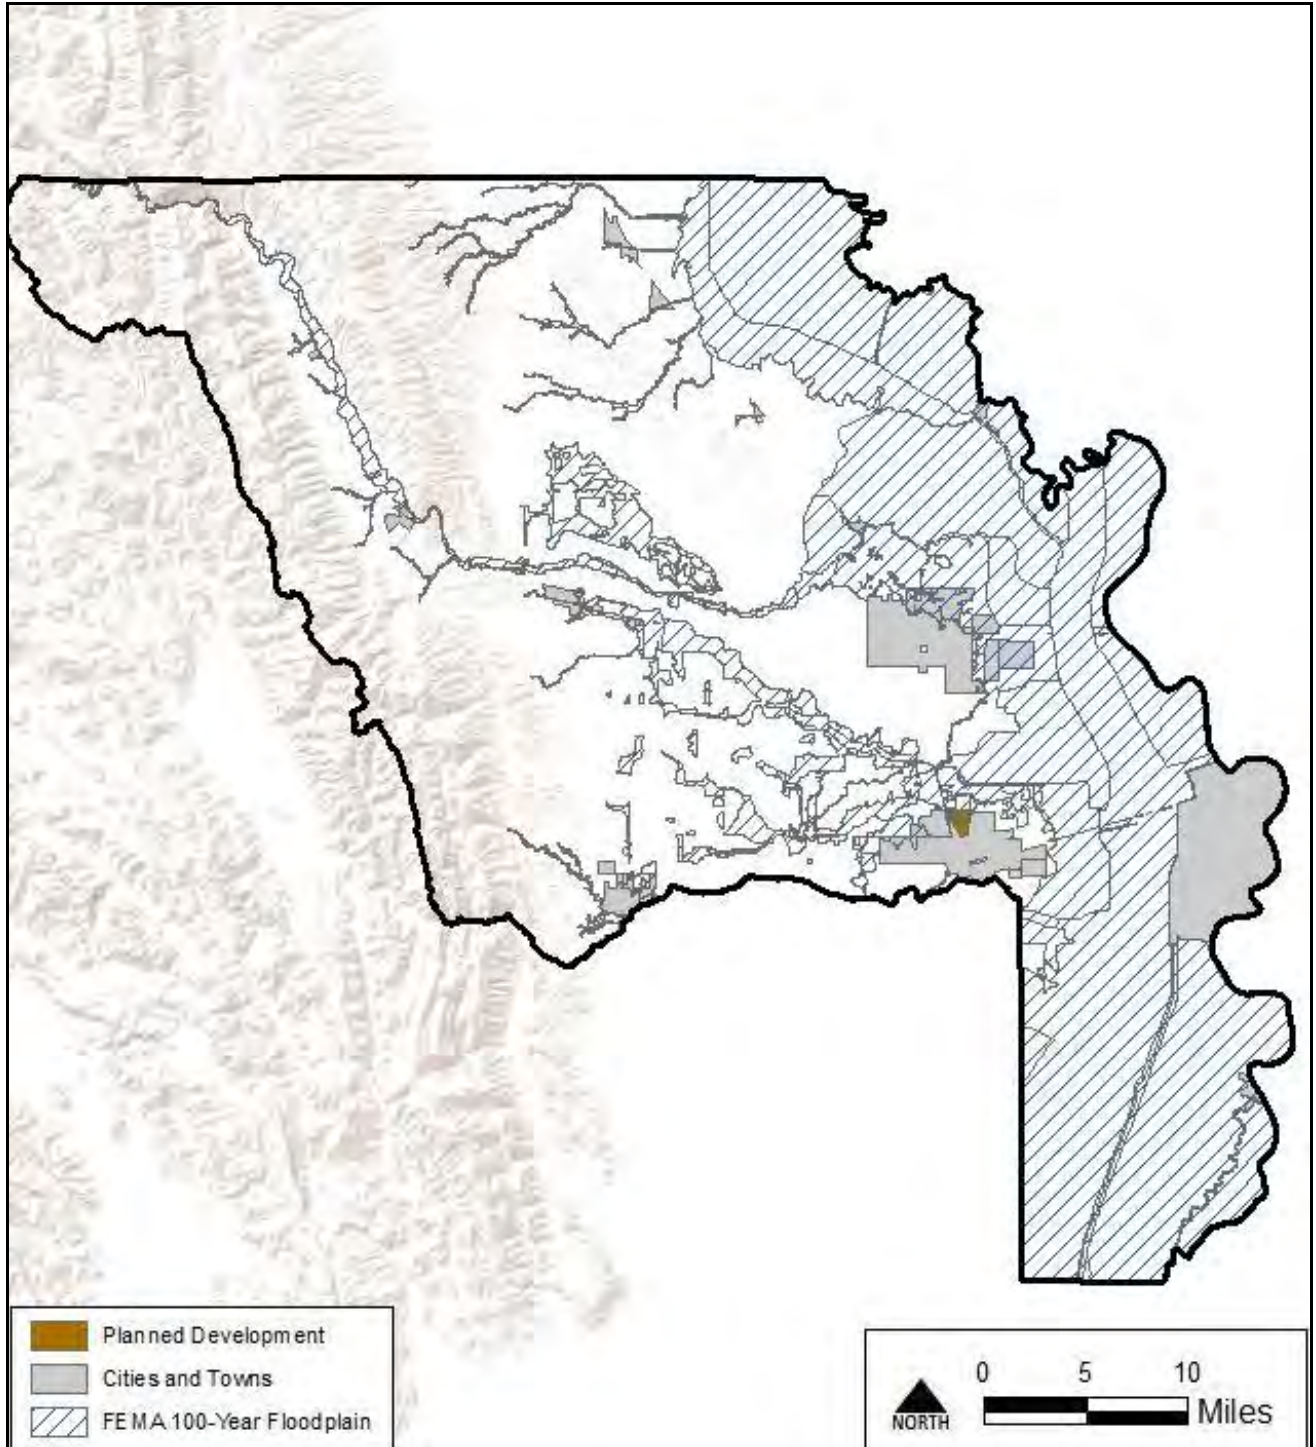 Planned Development
Cities and Towns
FEMA 100-Year Floodplain
0 5 10
Miles
NORTH